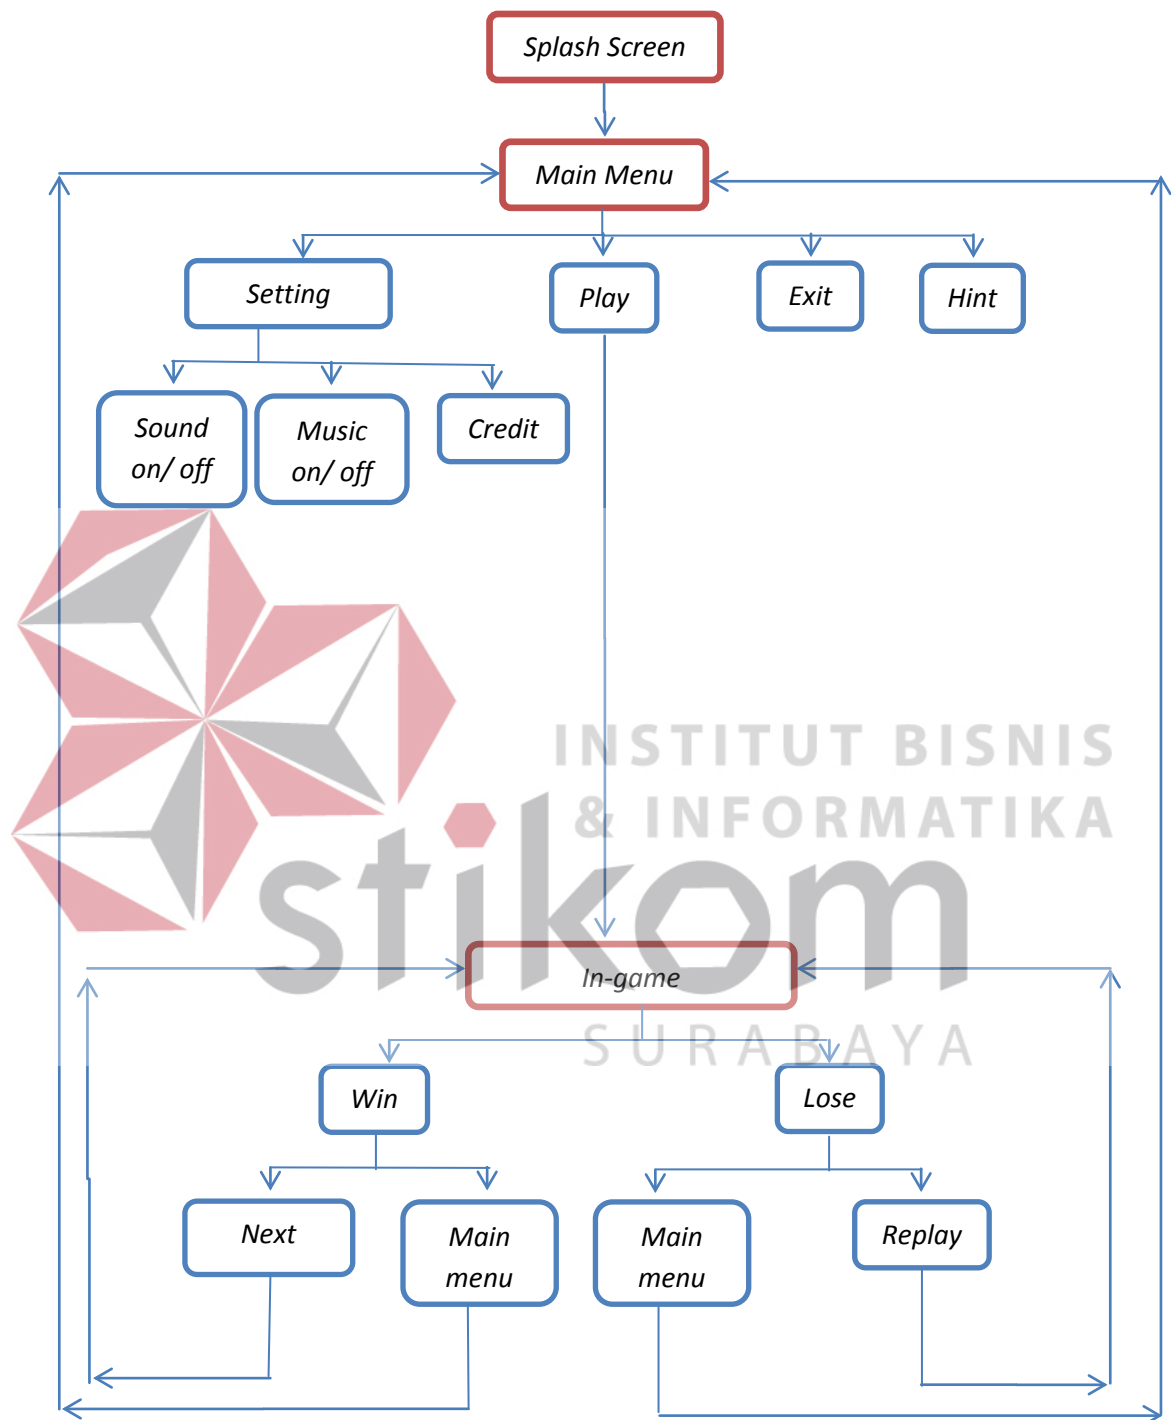 Splash Screen
Main Menu
Setting
Play
Exit
Hint
Sound
on/ off
Music
on/ off
Credit
INSTITUT BISNIS
& INFORMATIKA
stikom
SURABAYA
In-game
Win
Lose
Next
Main
menu
Main
menu
Replay